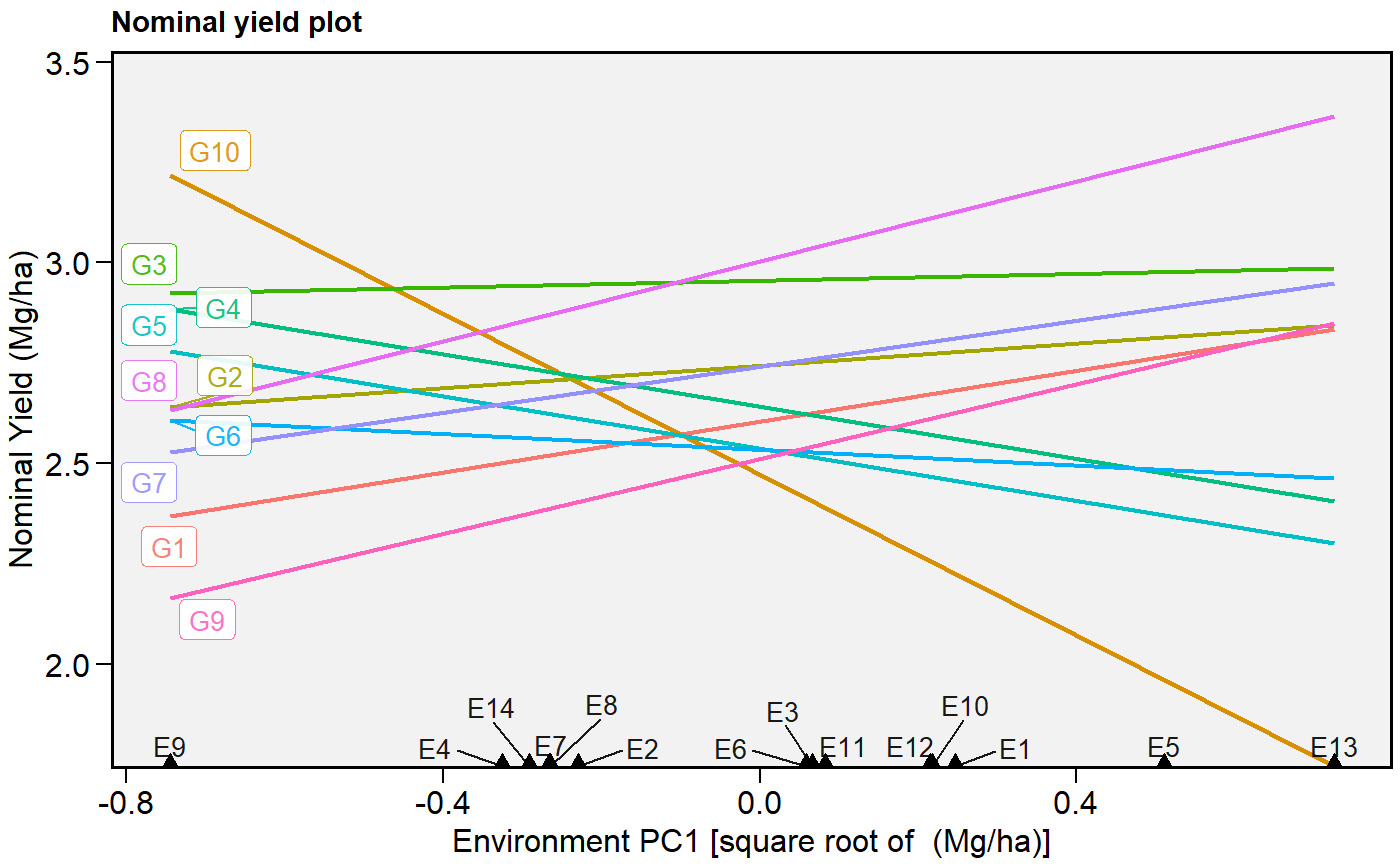 Nominal yield plot
3.5
3.0
2.5
2.0
Nominal Yield (Mg/ha)
G10
G3
G4
G5
G2
G8
G6
G7
G1
G9
E14
E8
E3
E10
E9
E4
E7
E2
E6
E11
E12
E1
E5
E13
-0.8
-0.4
0.0
0.4
Environment PC1 [square root of  (Mg/ha)]